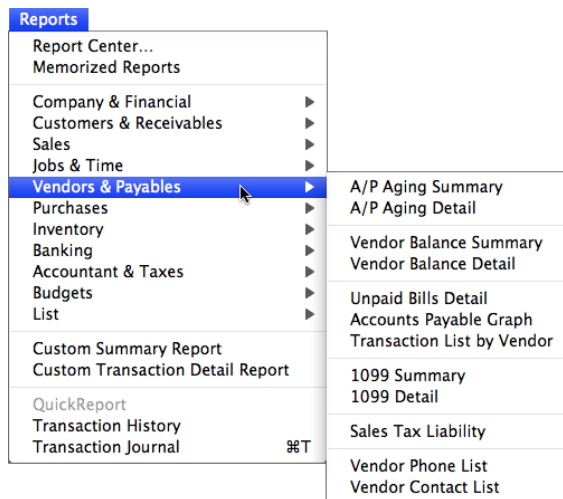 Reports
Report Center...
Memorized Reports
Company & Financial
Customers & Receivables
Sales
Jobs & Time
Vendors & Payables
Purchases
Inventory
Banking
Accountant & Taxes
Budgets
List
Custom Summary Report
Custom Transaction Detail Report
QuickReport
Transaction History
Transaction Journal ⌘T
A/P Aging Summary
A/P Aging Detail
Vendor Balance Summary
Vendor Balance Detail
Unpaid Bills Detail
Accounts Payable Graph
Transaction List by Vendor
1099 Summary
1099 Detail
Sales Tax Liability
Vendor Phone List
Vendor Contact List